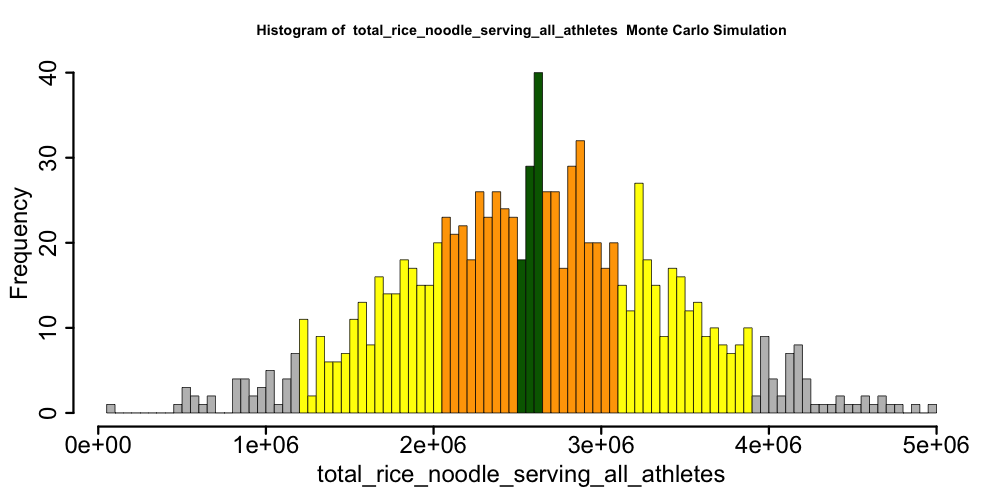 Histogram of total_rice_noodle_serving_all_athletes Monte Carlo Simulation
Frequency
40
30
20
10
0
0e+00 1e+06 2e+06 3e+06 4e+06 5e+06
total_rice_noodle_serving_all_athletes